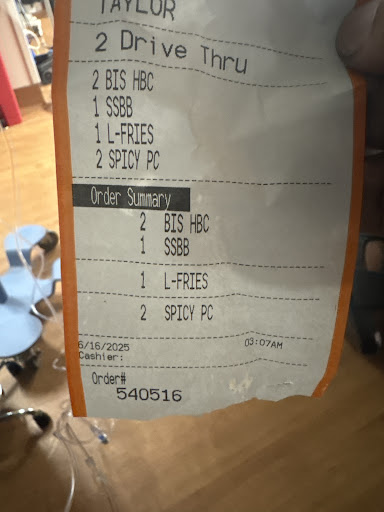 TAYLOR
2 Drive Thru
2 BIS HBC
1 SSBB
1 L-FRIES
2 SPICY PC
Order Summary
2 BIS HBC
1 SSBB
1 L-FRIES
2 SPICY PC
6/16/2025 03:07AM
Cashier:
Order#
540516